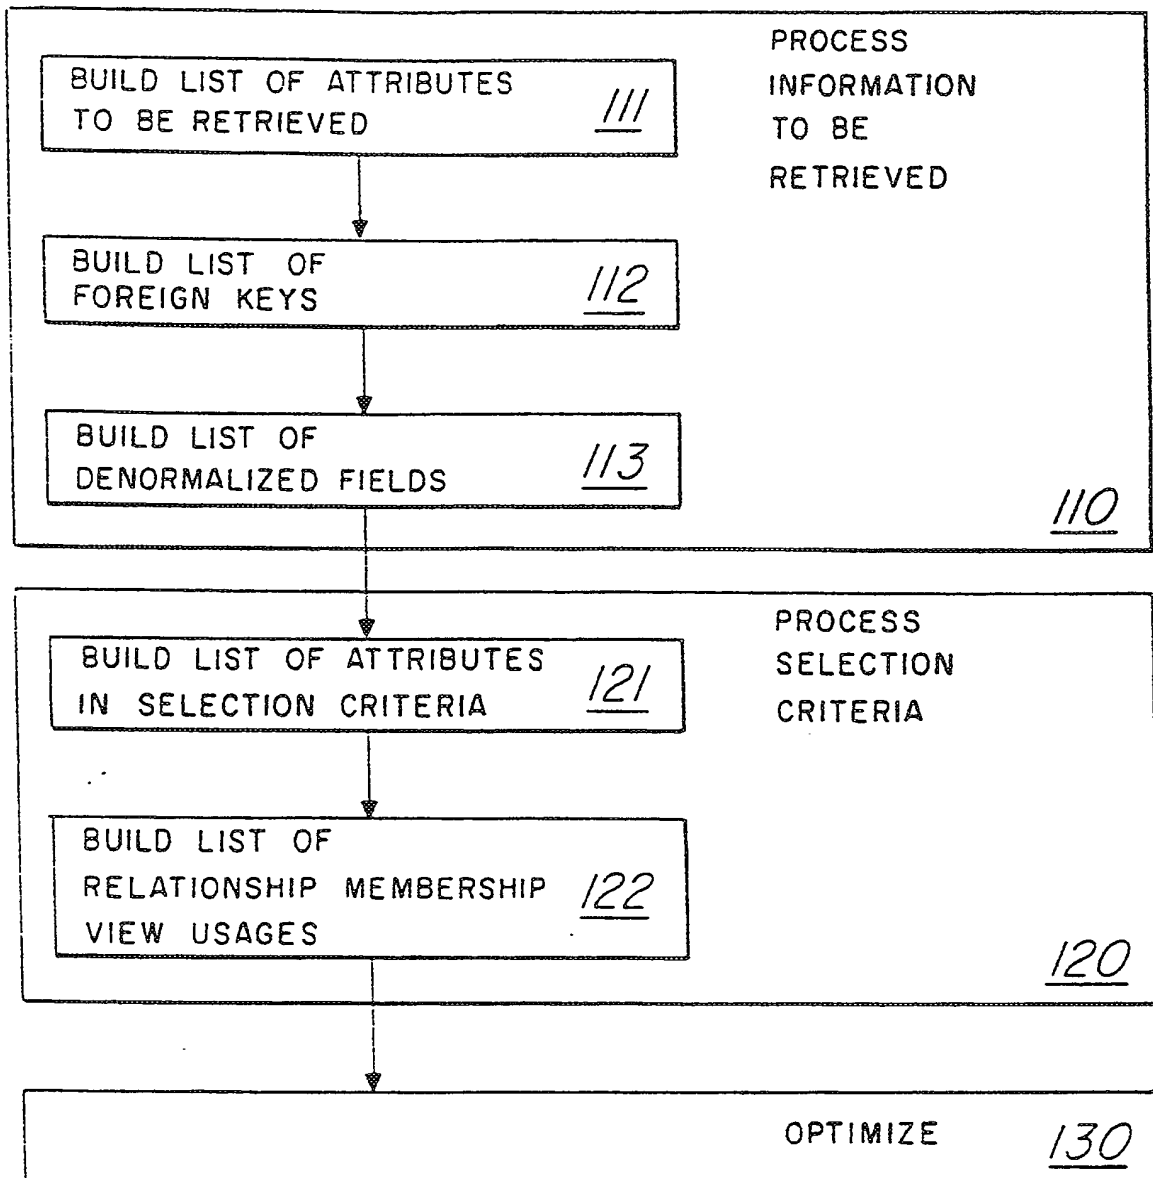 PROCESS
INFORMATION
TO BE
RETRIEVED
BUILD LIST OF ATTRIBUTES
TO BE RETRIEVED
111
BUILD LIST OF
FOREIGN KEYS
112
BUILD LIST OF
DENORMALIZED FIELDS
113
110
PROCESS
SELECTION
CRITERIA
BUILD LIST OF ATTRIBUTES
IN SELECTION CRITERIA
121
BUILD LIST OF
RELATIONSHIP MEMBERSHIP
VIEW USAGES
122
120
OPTIMIZE
130